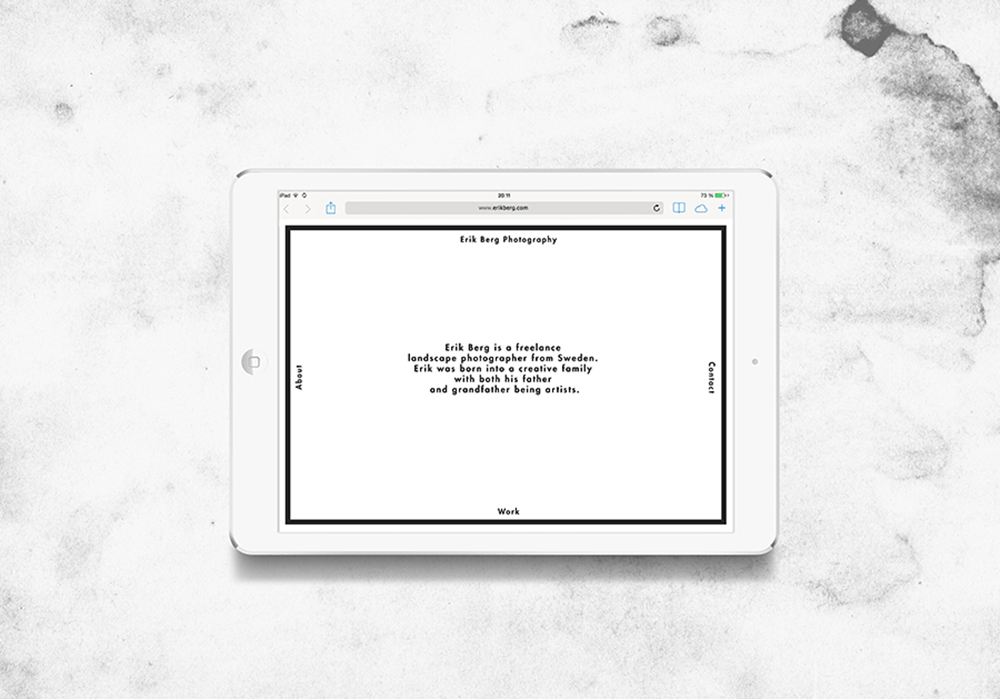 iPad
20:11
73 %
www.erikberg.com
Erik Berg Photography
About
Erik Berg is a freelance
landscape photographer from Sweden.
Erik was born into a creative family
with both his father
and grandfather being artists.
Contact
Work